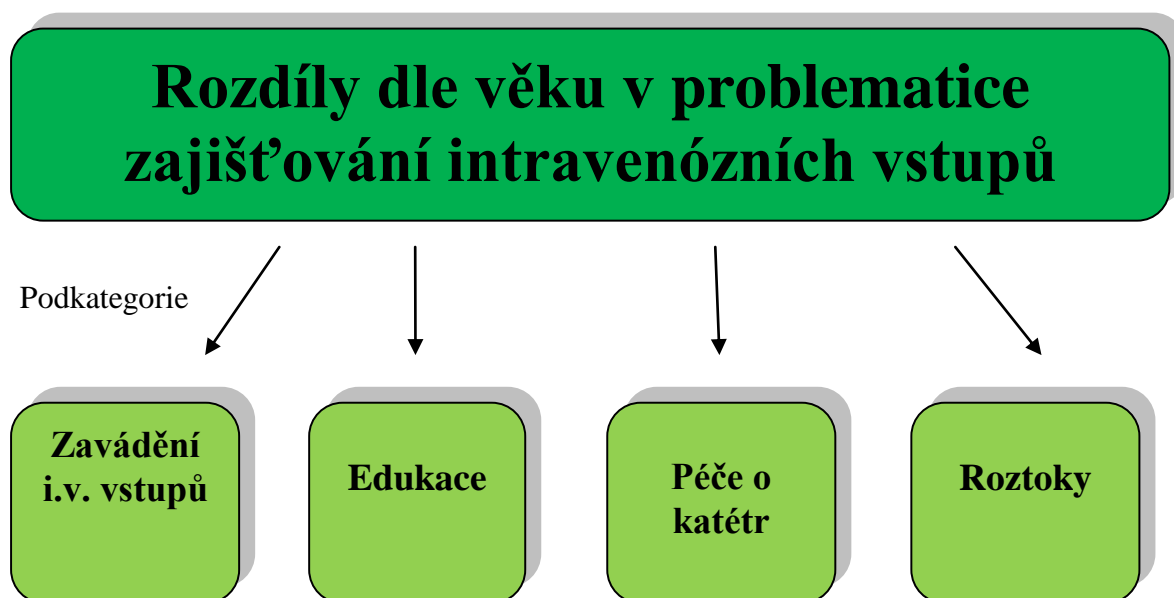 Rozdíly dle věku v problematice
zajišťování intravenózních vstupů
Podkategorie
Zavádění
i.v. vstupů
Edukace
Péče o
katétr
Roztoky